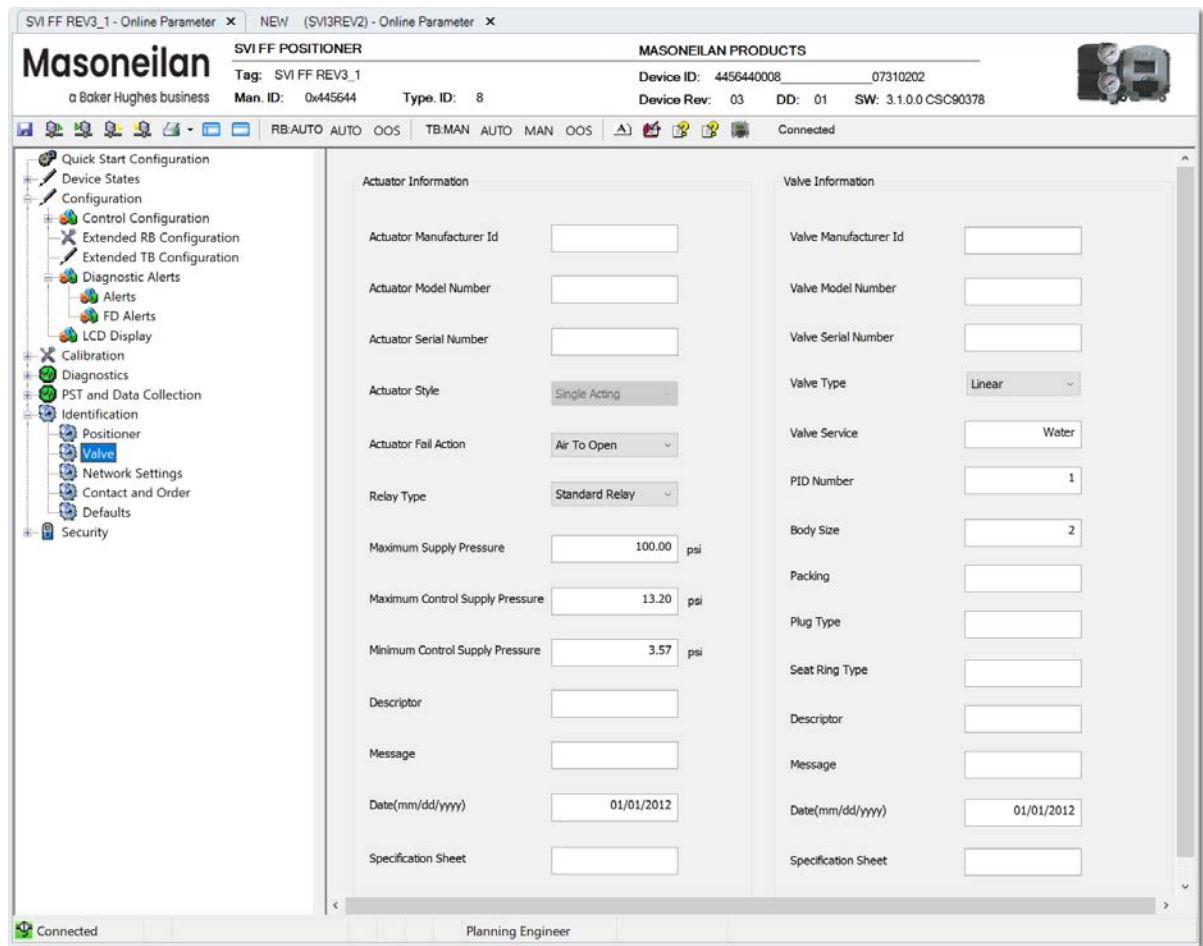 SVI FF REV3_1 - Online Parameter X NEW (SVI3REV2) - Online Parameter X
Masoneilan
a Baker Hughes business
SVI FF POSITIONER
MASONEILAN PRODUCTS
Tag: SVI FF REV3_1
Device ID: 4456440008________07310202
Man. ID: 0x445644 Type. ID: 8
Device Rev: 03 DD: 01 SW: 3.1.0.0 CSC90378
RB:AUTO AUTO OOS TB:MAN AUTO MAN OOS Connected
Quick Start Configuration
Device States
Configuration
Control Configuration
Extended RB Configuration
Extended TB Configuration
Diagnostic Alerts
Alerts
FD Alerts
LCD Display
Calibration
Diagnostics
PST and Data Collection
Identification
Positioner
Valve
Network Settings
Contact and Order
Defaults
Security
Actuator Information
Actuator Manufacturer Id
Actuator Model Number
Actuator Serial Number
Actuator Style Single Acting
Actuator Fail Action Air To Open
Relay Type Standard Relay
Maximum Supply Pressure 100.00 psi
Maximum Control Supply Pressure 13.20 psi
Minimum Control Supply Pressure 3.57 psi
Descriptor
Message
Date(mm/dd/yyyy) 01/01/2012
Specification Sheet
Valve Information
Valve Manufacturer Id
Valve Model Number
Valve Serial Number
Valve Type Linear
Valve Service Water
PID Number 1
Body Size 2
Packing
Plug Type
Seat Ring Type
Descriptor
Message
Date(mm/dd/yyyy) 01/01/2012
Specification Sheet
Connected Planning Engineer